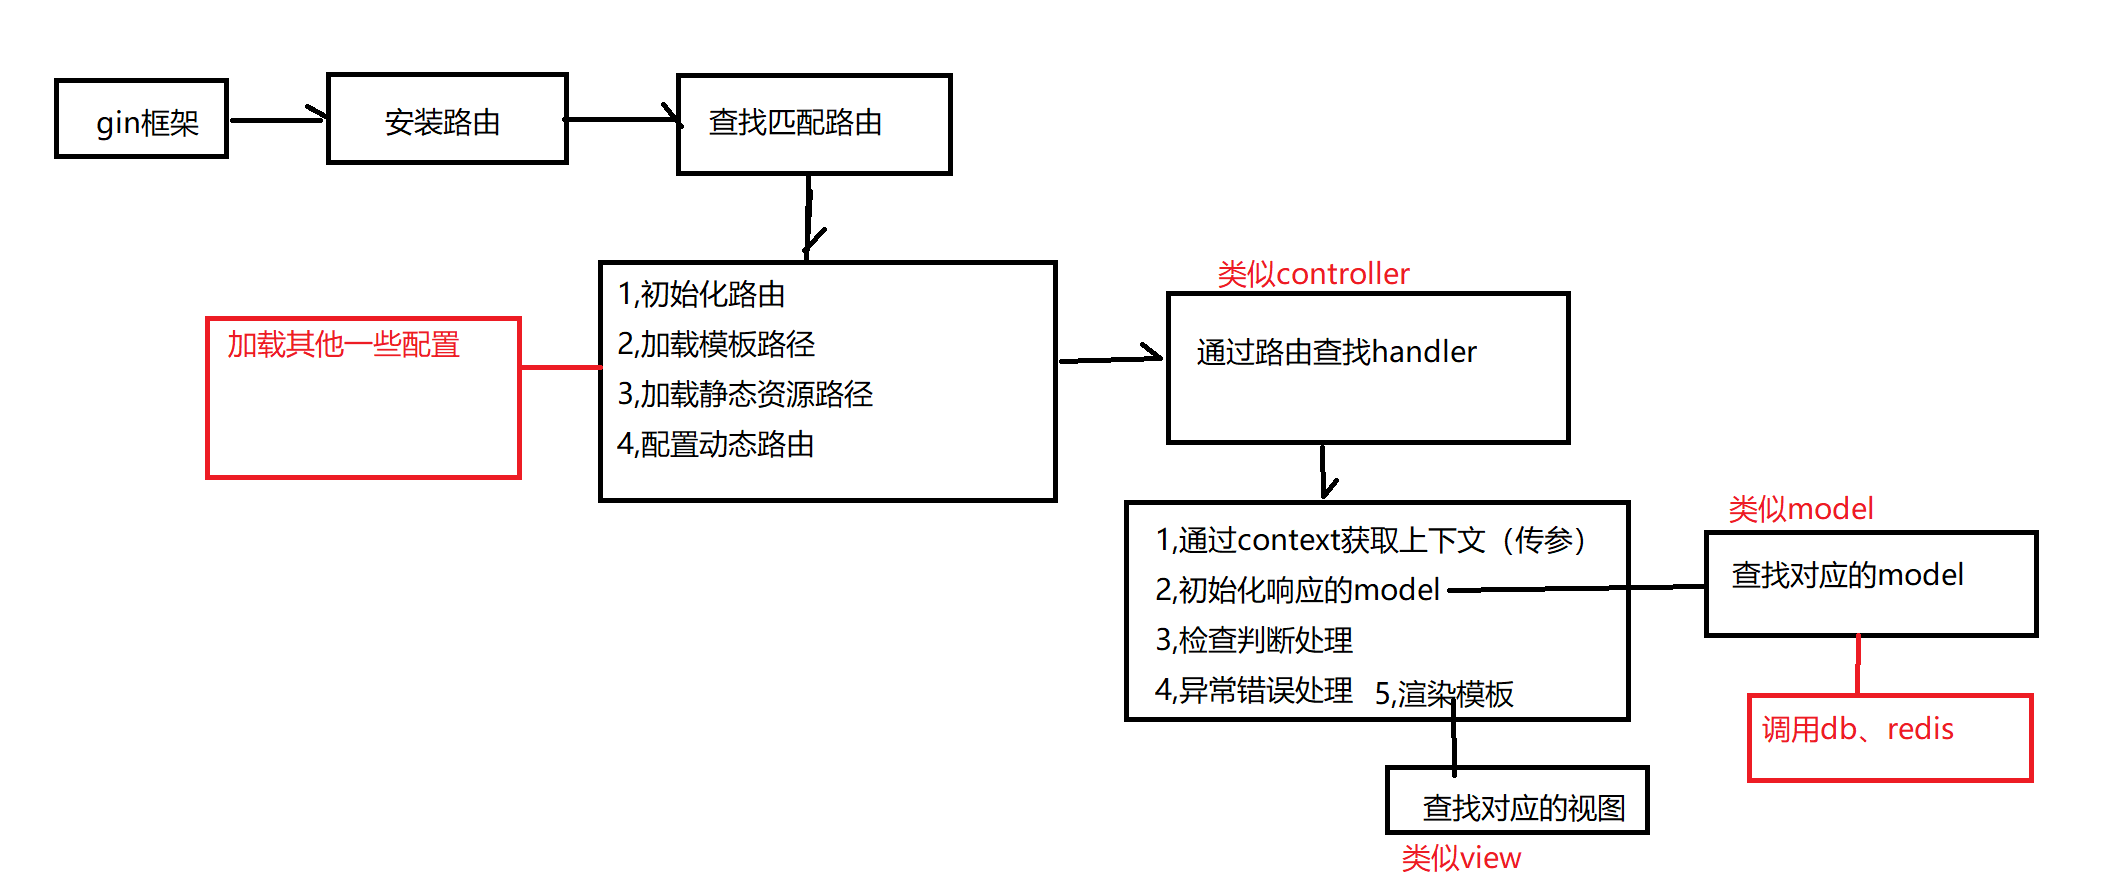 gin框架
安装路由
查找匹配路由
1,初始化路由
2,加载模板路径
3,加载静态资源路径
4,配置动态路由
加载其他一些配置
类似controller
通过路由查找handler
1,通过context获取上下文（传参）
2,初始化响应的model
3,检查判断处理
4,异常错误处理
5,渲染模板
类似model
查找对应的model
调用db、redis
查找对应的视图
类似view